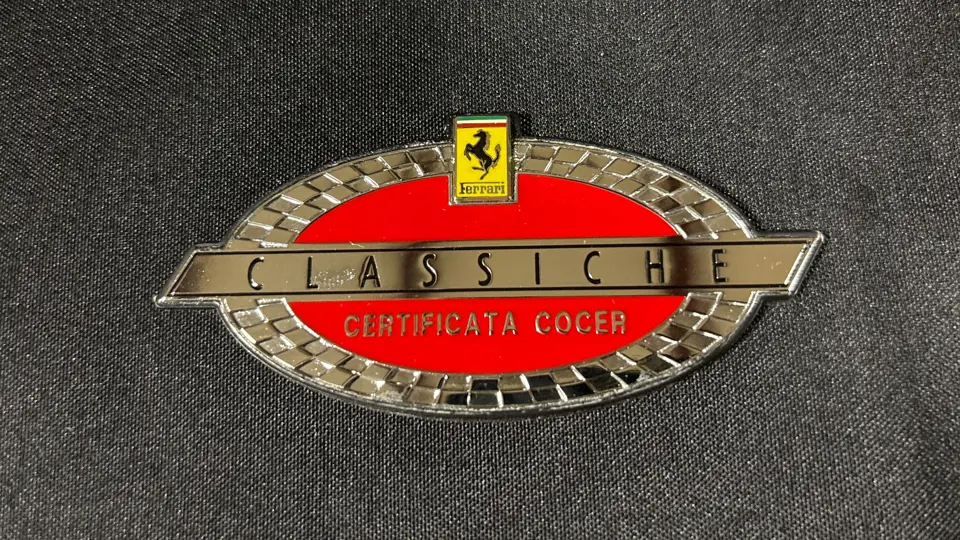 Ferrari
CLASSICHE
CERTIFICATA COCER